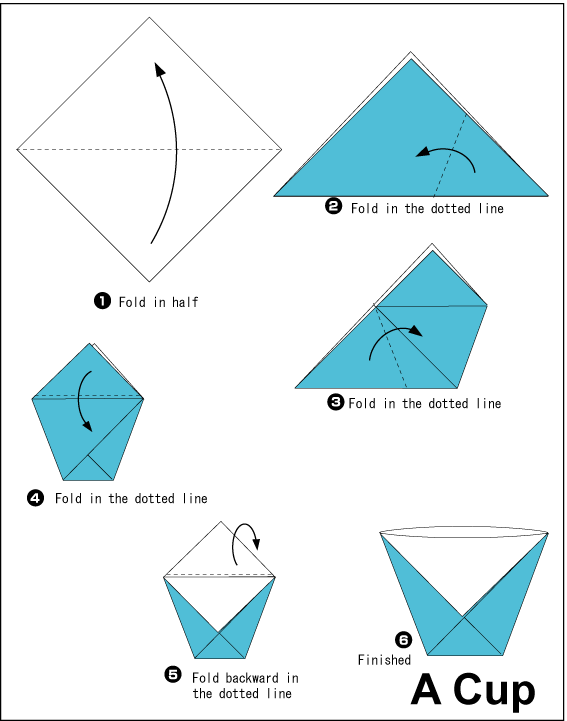 1 Fold in half
2 Fold in the dotted line
3 Fold in the dotted line
4 Fold in the dotted line
5 Fold backward in
the dotted line
6
Finished
A Cup